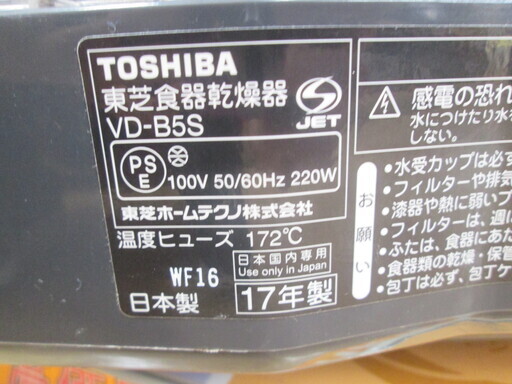 TOSHIBA
東芝食器乾燥器
VD-B5S
JET
PS
E
100V 50/60Hz 220W
東芝ホームテクノ株式会社
温度ヒューズ 172℃
日本国内専用
Use only in Japan
WF16
日本製
17年製
感電の恐れ
水につけたり水を
しない。
お願い
•水受カップは必ず
•フィルターや排気
•漆器や熱に弱いプ
•フィルターは、週に
•ふたは、食器にあた
•食器類の乾燥・保管
•包丁は必ず、包丁ケ